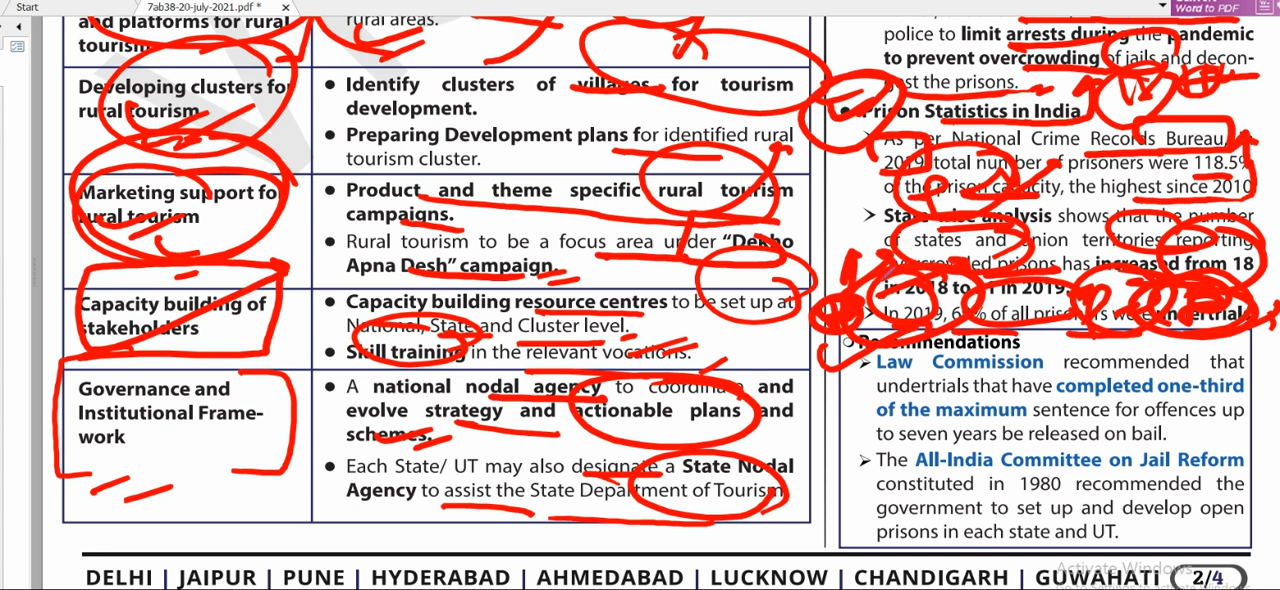 Start
7ab38-20-july-2021.pdf *
Convert
Word to PDF
and platforms for rural
tourism
rural areas.
Developing clusters for
rural tourism
● Identify clusters of villages for tourism
development.
● Preparing Development plans for identified rural
tourism cluster.
Marketing support for
rural tourism
● Product and theme specific rural tourism
campaigns.
● Rural tourism to be a focus area under “Dekho
Apna Desh” campaign.
Capacity building of
stakeholders
● Capacity building resource centres to be set up at
National, State and Cluster level.
● Skill training in the relevant vocations.
Governance and
Institutional Frame-
work
● A national nodal agency to coordinate and
evolve strategy and actionable plans and
schemes.
● Each State/ UT may also designate a State Nodal
Agency to assist the State Department of Tourism
police to limit arrests during the pandemic
to prevent overcrowding of jails and decon-
gest the prisons.
● Prison Statistics in India
As per National Crime Records Bureau,
2019, total number of prisoners were 118.5%
of the prison capacity, the highest since 2010
➢ State-wise analysis shows that the number
of states and union territories reporting
prisons has increased from 18
in 2018 to in 2019.
➢ In 2019, of all prisoners were undertrials
Recommendations
➢ Law Commission recommended that
undertrials that have completed one-third
of the maximum sentence for offences up
to seven years be released on bail.
➢ The All-India Committee on Jail Reform
constituted in 1980 recommended the
government to set up and develop open
prisons in each state and UT.
DELHI | JAIPUR | PUNE | HYDERABAD | AHMEDABAD | LUCKNOW | CHANDIGARH | GUWAHATI
2/4
Activate Windows